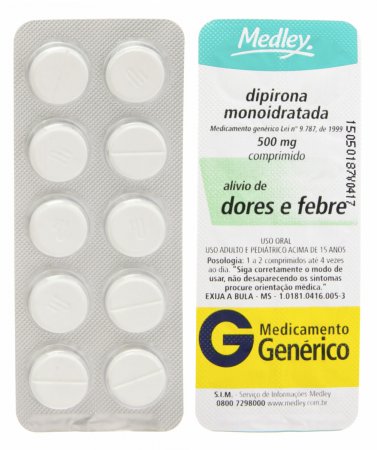 Medley.
dipirona
monoidratada
Medicamento genérico Lei nº 9.787, de 1999
500 mg
comprimido
15050187V0417
alívio de
dores e febre
USO ORAL
USO ADULTO E PEDIÁTRICO ACIMA DE 15 ANOS
Posologia: 1 a 2 comprimidos até 4 vezes
ao dia. "Siga corretamente o modo de
usar, não desaparecendo os sintomas
procure orientação médica."
EXIJA A BULA - MS - 1.0181.0416.005-3
G Medicamento
Genérico
S.I.M. - Serviço de Informações Medley
0800 7298000 www.medley.com.br